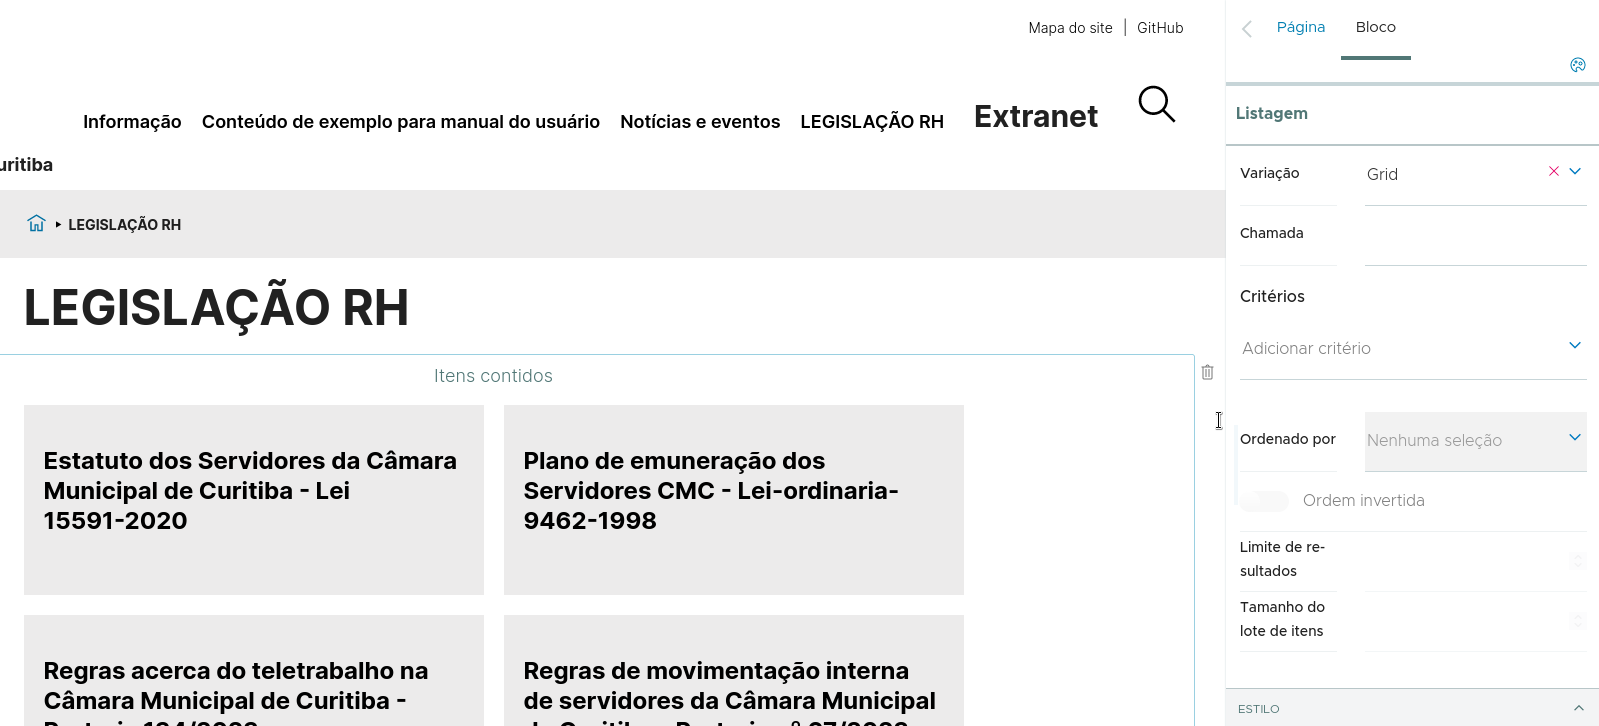 Mapa do site | GitHub
Informação Conteúdo de exemplo para manual do usuário Notícias e eventos LEGISLAÇÃO RH Extranet
uritiba
LEGISLAÇÃO RH
LEGISLAÇÃO RH
Itens contidos
Estatuto dos Servidores da Câmara
Municipal de Curitiba - Lei
15591-2020
Plano de emuneração dos
Servidores CMC - Lei-ordinaria-
9462-1998
Regras acerca do teletrabalho na
Câmara Municipal de Curitiba -
Regras de movimentação interna
de servidores da Câmara Municipal
Página Bloco
Listagem
Variação Grid
Chamada
Critérios
Adicionar critério
Ordenado por Nenhuma seleção
Ordem invertida
Limite de re-
sultados
Tamanho do
lote de itens
ESTILO